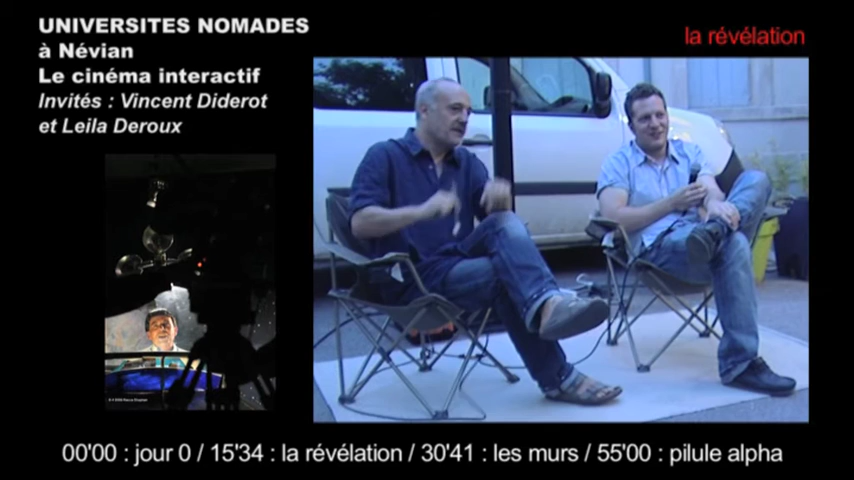 UNIVERSITES NOMADES
à Névian
Le cinéma interactif
Invités : Vincent Diderot
et Leila Deroux
la révélation
00'00 : jour 0 / 15'34 : la révélation / 30'41 : les murs / 55'00 : pilule alpha